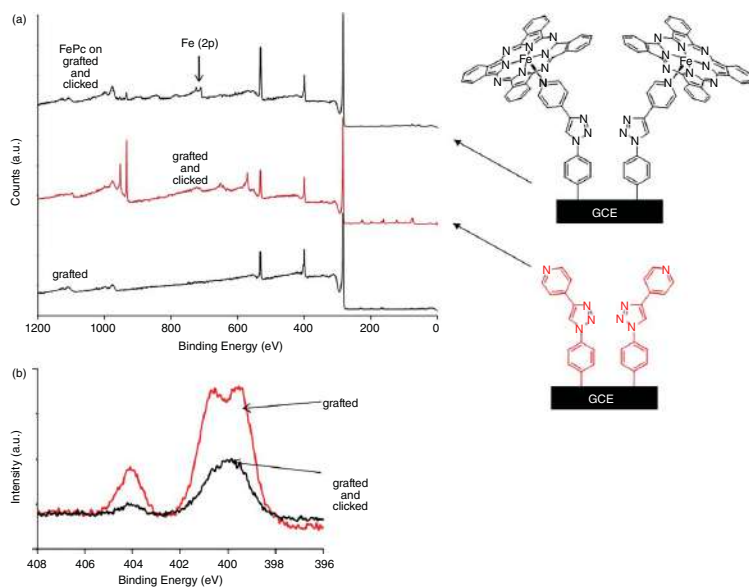 (a)
FePc on
grafted
and
clicked
Fe (2p)
grafted
and clicked
grafted
Counts (a.u.)
1200 1000 800 600 400 200 0
Binding Energy (eV)
N N N N N N N N
Fe
N
N
N
N
N N N N N N N N
Fe
N
N
N
N
GCE
N
N
N
N
N
N
N
N
GCE
(b)
grafted
grafted
and
clicked
Intensity (a.u.)
408 406 404 402 400 398 396
Binding Energy (eV)